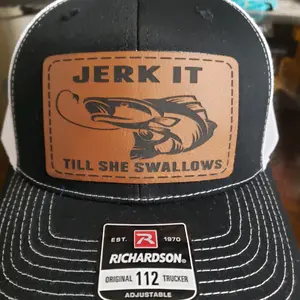 JERK IT
TILL SHE SWALLOWS
EST. R 1970
RICHARDSON®
ORIGINAL 112 TRUCKER
ADJUSTABLE